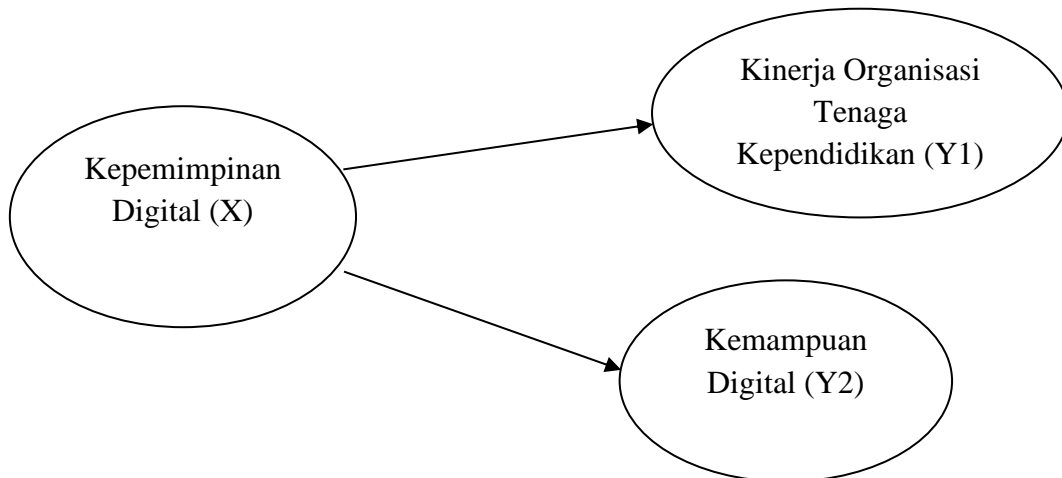 Kepemimpinan
Digital (X)
Kinerja Organisasi
Tenaga
Kependidikan (Y1)
Kemampuan
Digital (Y2)